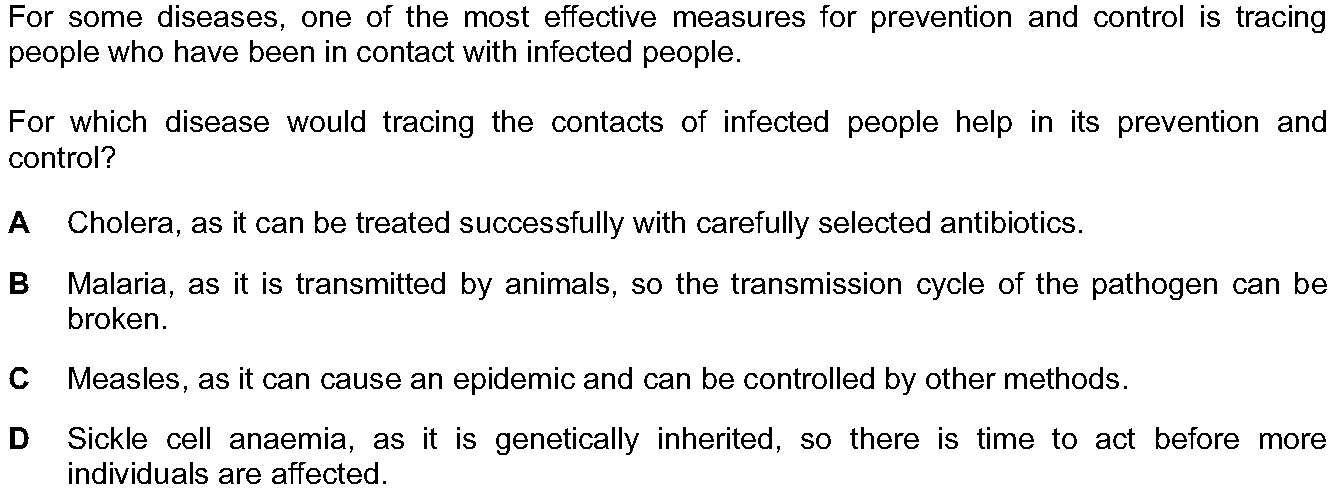 For some diseases, one of the most effective measures for prevention and control is tracing
people who have been in contact with infected people.
For which disease would tracing the contacts of infected people help in its prevention and
control?
A Cholera, as it can be treated successfully with carefully selected antibiotics.
B Malaria, as it is transmitted by animals, so the transmission cycle of the pathogen can be
broken.
C Measles, as it can cause an epidemic and can be controlled by other methods.
D Sickle cell anaemia, as it is genetically inherited, so there is time to act before more
individuals are affected.